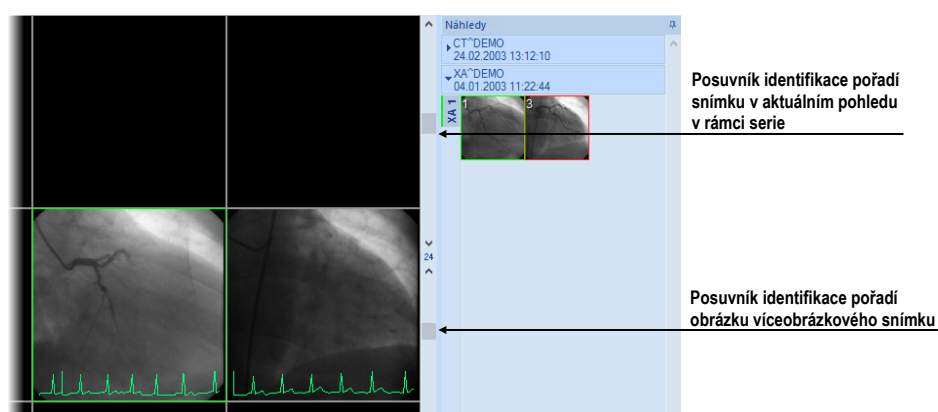 Náhledy
CT^DEMO
24.02.2003 13:12:10
XA^DEMO
04.01.2003 11:22:44
XA 1
1
3
24
Posuvník identifikace pořadí
snímku v aktuálním pohledu
v rámci serie
Posuvník identifikace pořadí
obrázku víceobrázkového snímku